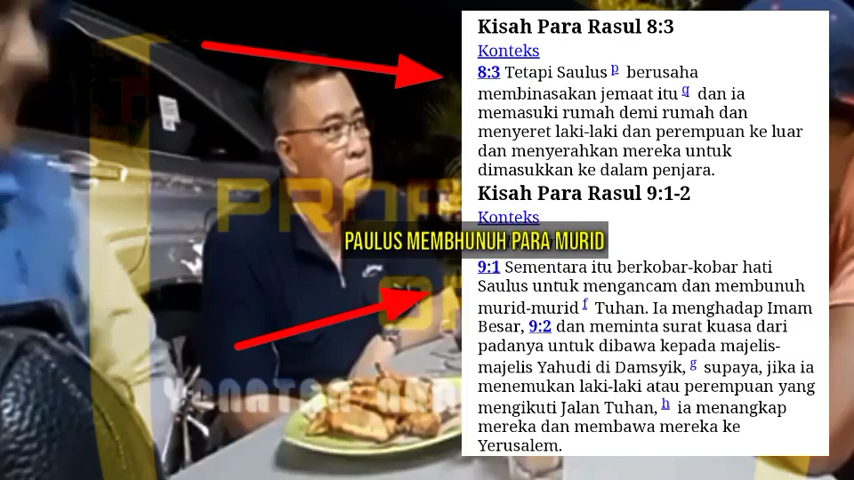 Kisah Para Rasul 8:3
Konteks
8:3 Tetapi Saulus p berusaha
membinasakan jemaat itu q dan ia
memasuki rumah demi rumah dan
menyeret laki-laki dan perempuan ke luar
dan menyerahkan mereka untuk
dimasukkan ke dalam penjara.
Kisah Para Rasul 9:1-2
Konteks
PAULUS MEMBHUNUH PARA MURID
9:1 Sementara itu berkobar-kobar hati
Saulus untuk mengancam dan membunuh
murid-murid f Tuhan. Ia menghadap Imam
Besar, 9:2 dan meminta surat kuasa dari
padanya untuk dibawa kepada majelis-
majelis Yahudi di Damsyik, g supaya, jika ia
menemukan laki-laki atau perempuan yang
mengikuti Jalan Tuhan, h ia menangkap
mereka dan membawa mereka ke
Yerusalem.